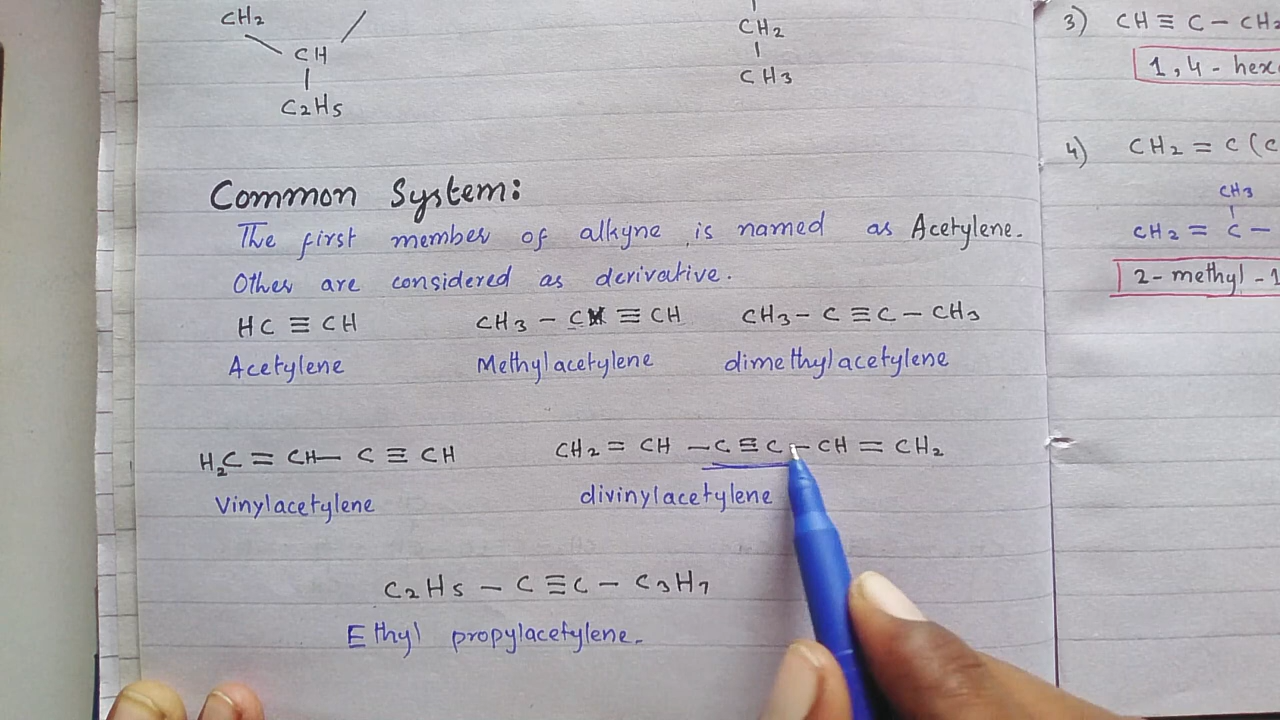 CH2
CH
C2H5
CH2
CH3
Common System:
The first member of alkyne is named as Acetylene.
Other are considered as derivative.
HC ≡ CH
CH3 – C ≡ CH
CH3 – C ≡ C – CH3
Acetylene
Methylacetylene
dimethylacetylene
H2C = CH – C ≡ CH
CH2 = CH – C ≡ C – CH = CH2
Vinylacetylene
divinylacetylene
C2H5 – C ≡ C – C3H7
Ethyl propylacetylene.
3) CH ≡ C – CH2
1,4 - hex
4) CH2 = C (C
CH3
CH2 = C –
2-methyl-1